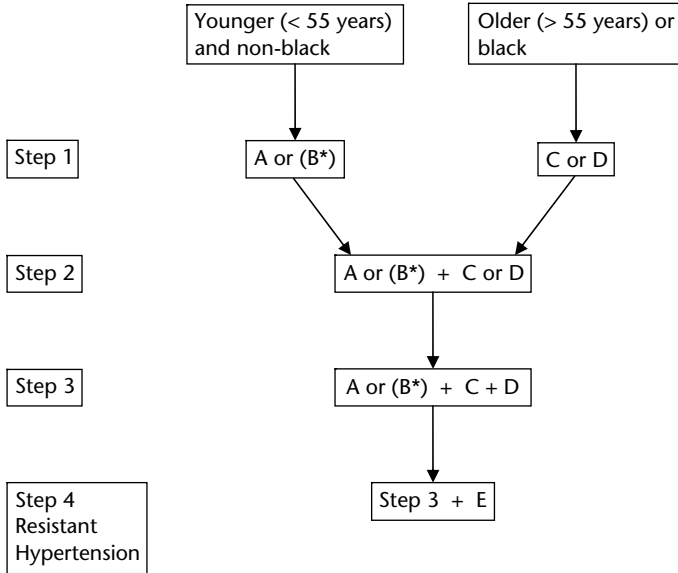 Younger (< 55 years)
and non-black
Older (> 55 years) or
black
Step 1
A or (B*)
C or D
Step 2
A or (B*) + C or D
Step 3
A or (B*) + C + D
Step 4
Resistant
Hypertension
Step 3 + E